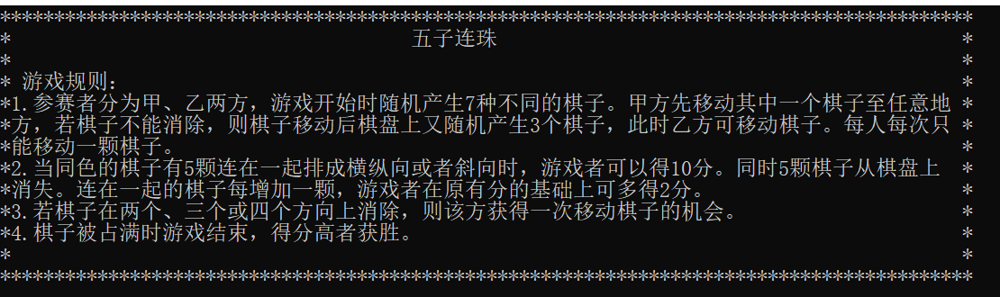 ******************************************************************************************
* 五子连珠 *
* *
* 游戏规则: *
*1.参赛者分为甲、乙两方，游戏开始时随机产生7种不同的棋子。甲方先移动其中一个棋子至任意地 *
*方，若棋子不能消除，则棋子移动后棋盘上又随机产生3个棋子，此时乙方可移动棋子。每人每次只 *
*能移动一颗棋子。 *
*2.当同色的棋子有5颗连在一起排成横纵向或者斜向时，游戏者可以得10分。同时5颗棋子从棋盘上 *
*消失。连在一起的棋子每增加一颗，游戏者在原有分的基础上可多得2分。 *
*3.若棋子在两个、三个或四个方向上消除，则该方获得一次移动棋子的机会。 *
*4.棋子被占满时游戏结束，得分高者获胜。 *
* *
******************************************************************************************